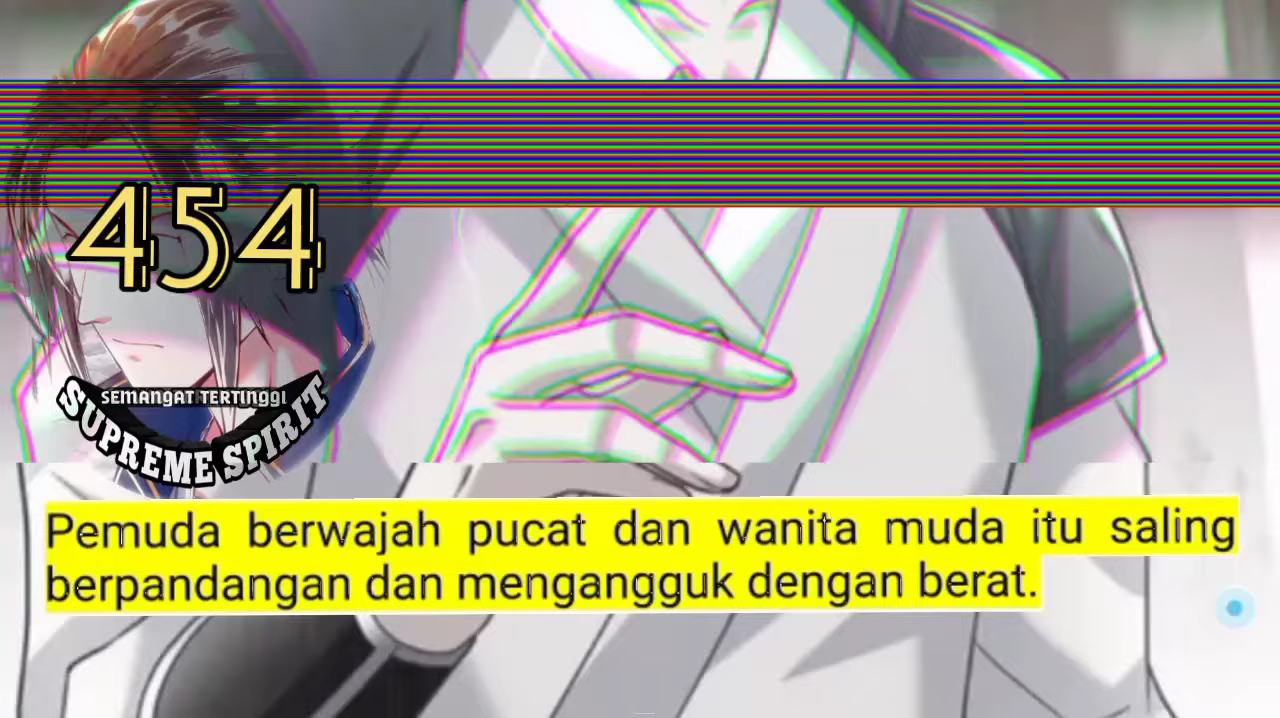 454
SEMANGAT TERTINGGI
SUPREME SPIRIT
Pemuda berwajah pucat dan wanita muda itu saling
berpandangan dan mengangguk dengan berat.